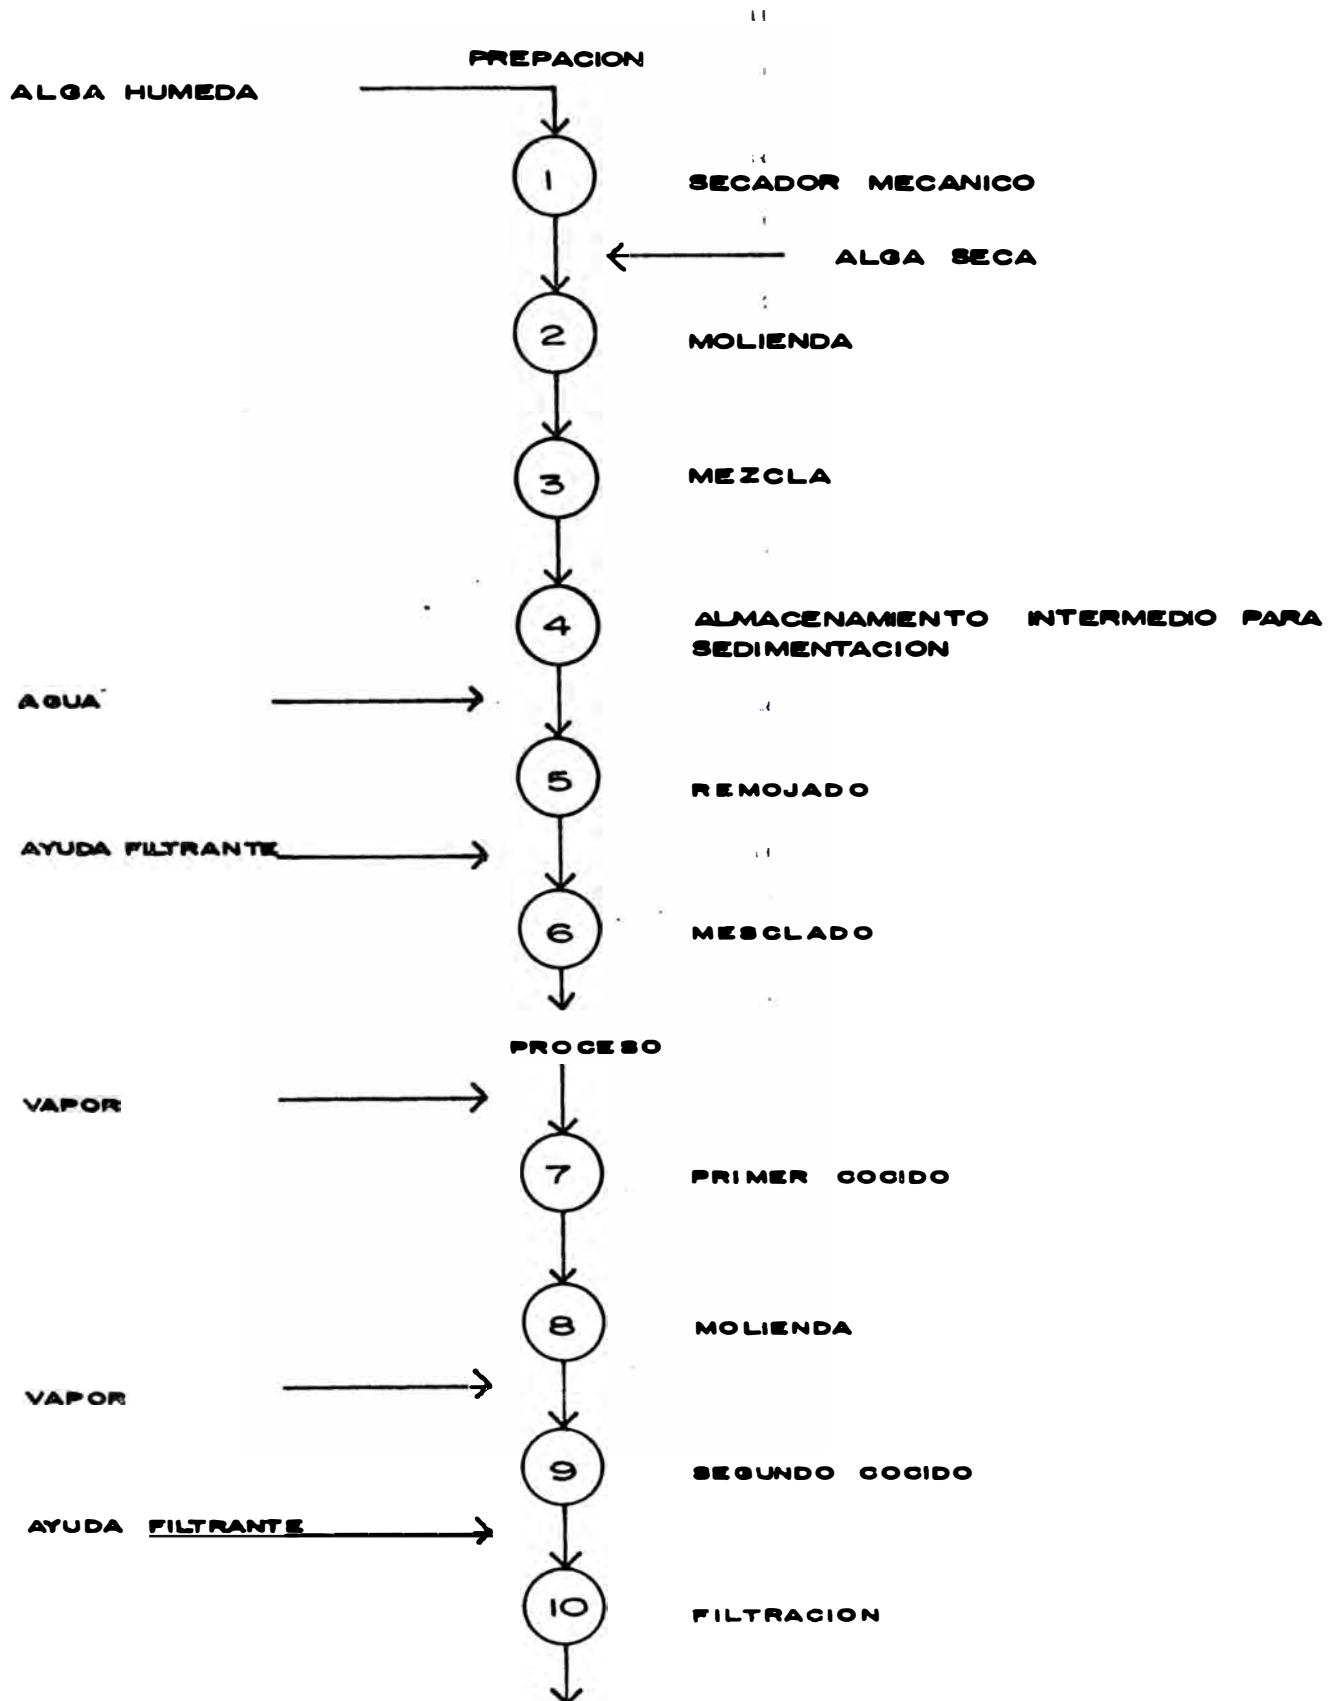 PREPACION
ALGA HUMEDA
1
SECADOR MECANICO
ALGA SECA
2
MOLIENDA
3
MEZCLA
4
ALMACENAMIENTO INTERMEDIO PARA
SEDIMENTACION
AGUA
5
REMOJADO
AYUDA FILTRANTE
6
MESCLADO
PROCESO
VAPOR
7
PRIMER COCIDO
8
MOLIENDA
VAPOR
9
SEGUNDO COCIDO
AYUDA FILTRANTE
10
FILTRACION